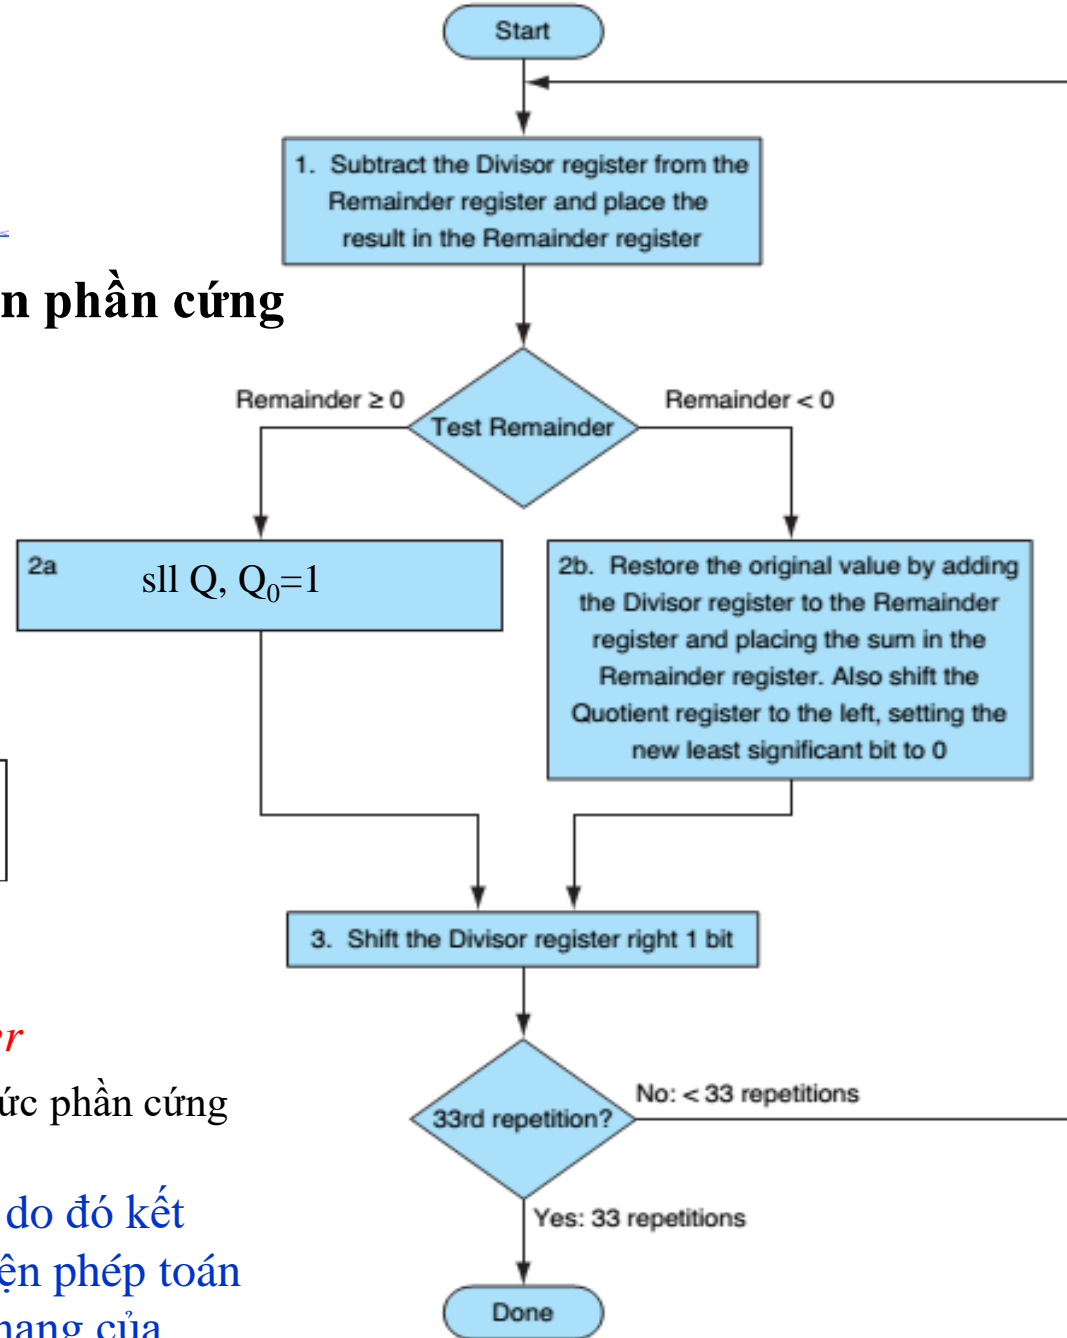 Start
1. Subtract the Divisor register from the
Remainder register and place the
result in the Remainder register
n phần cứng
Remainder ≥ 0
Remainder < 0
Test Remainder
2a
sll Q, Q₀=1
2b. Restore the original value by adding
the Divisor register to the Remainder
register and placing the sum in the
Remainder register. Also shift the
Quotient register to the left, setting the
new least significant bit to 0
3. Shift the Divisor register right 1 bit
er
ức phần cứng
No: < 33 repetitions
33rd repetition?
do đó kết
Yes: 33 repetitions
ện phép toán
Done